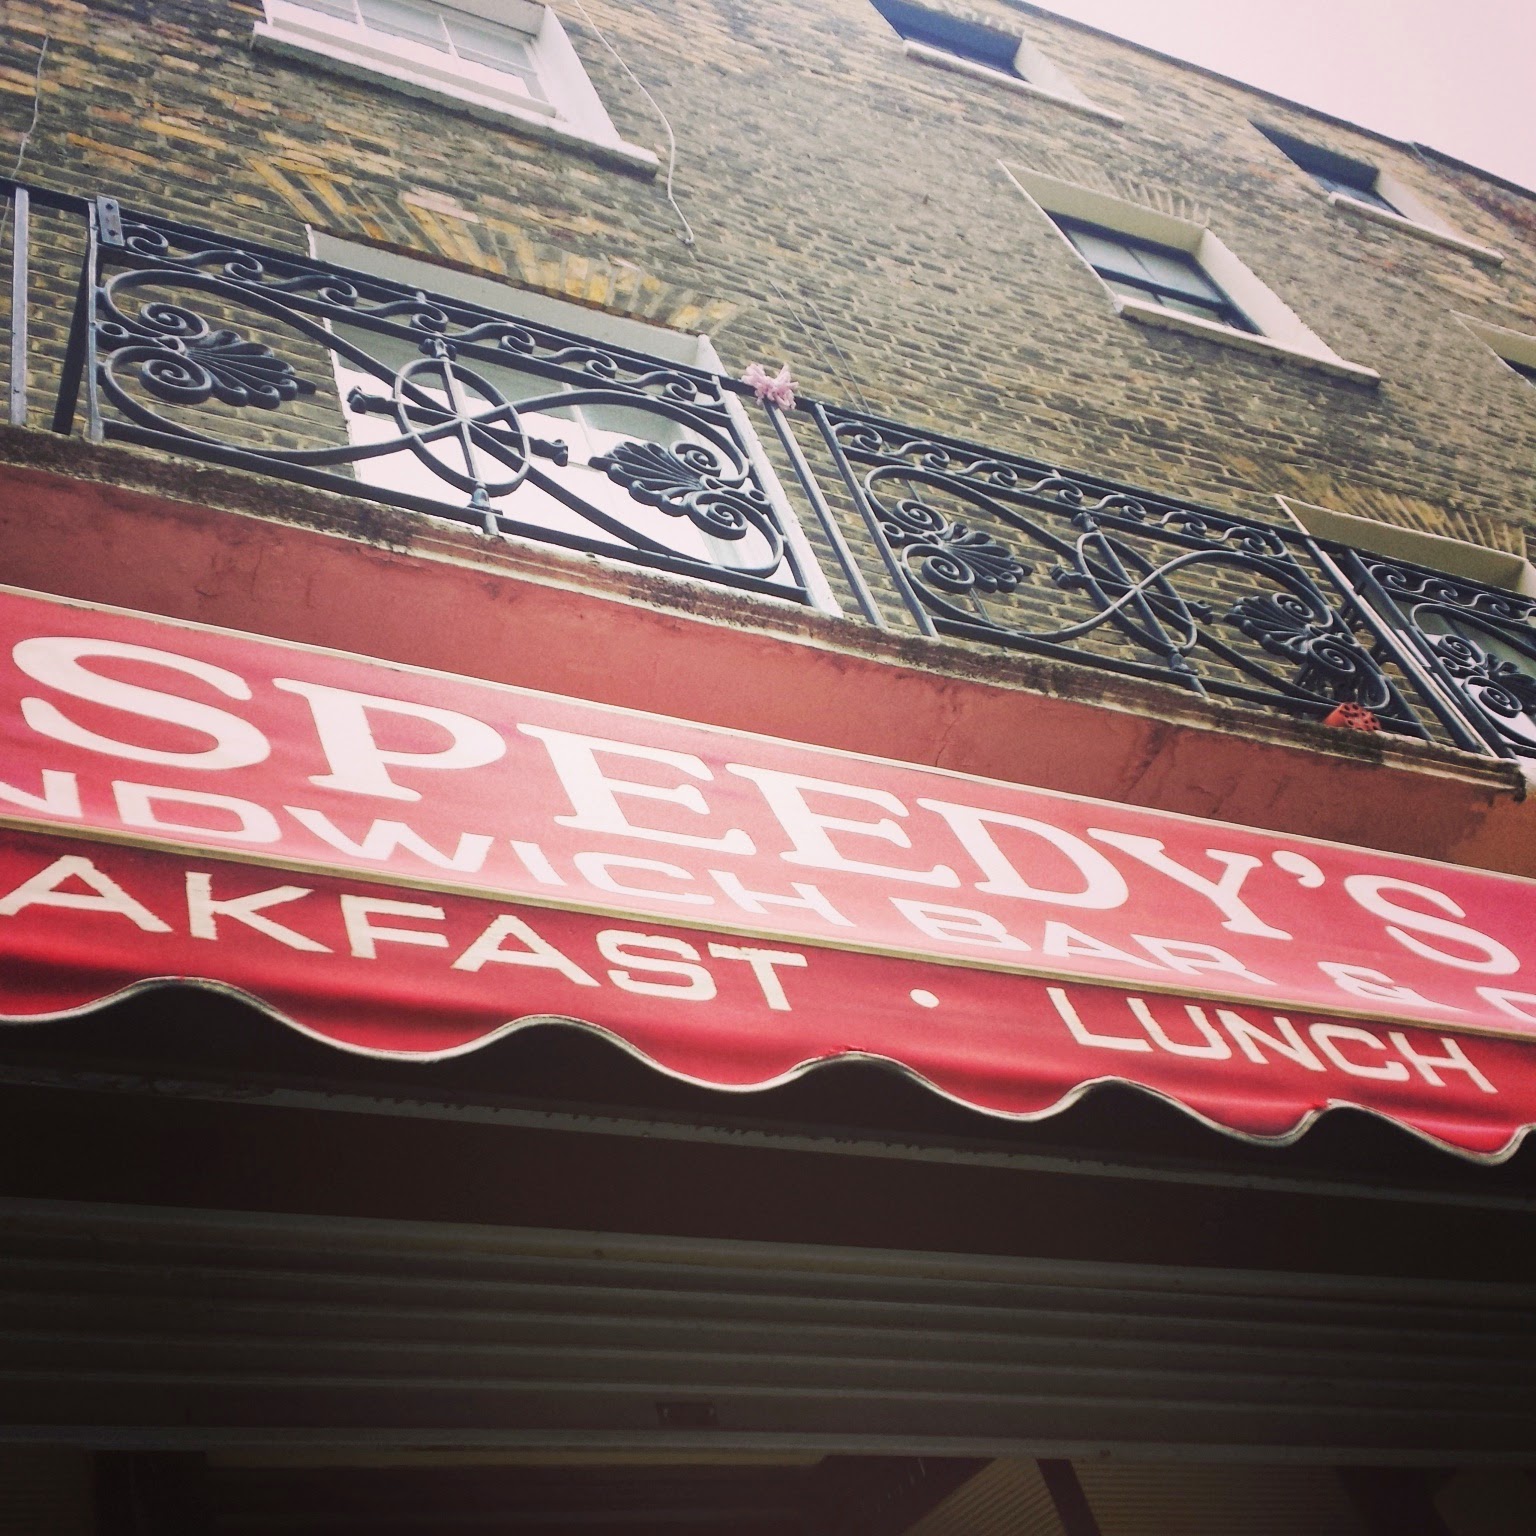 SPEEDY'S
NDWICH BAR & C
AKFAST • LUNCH